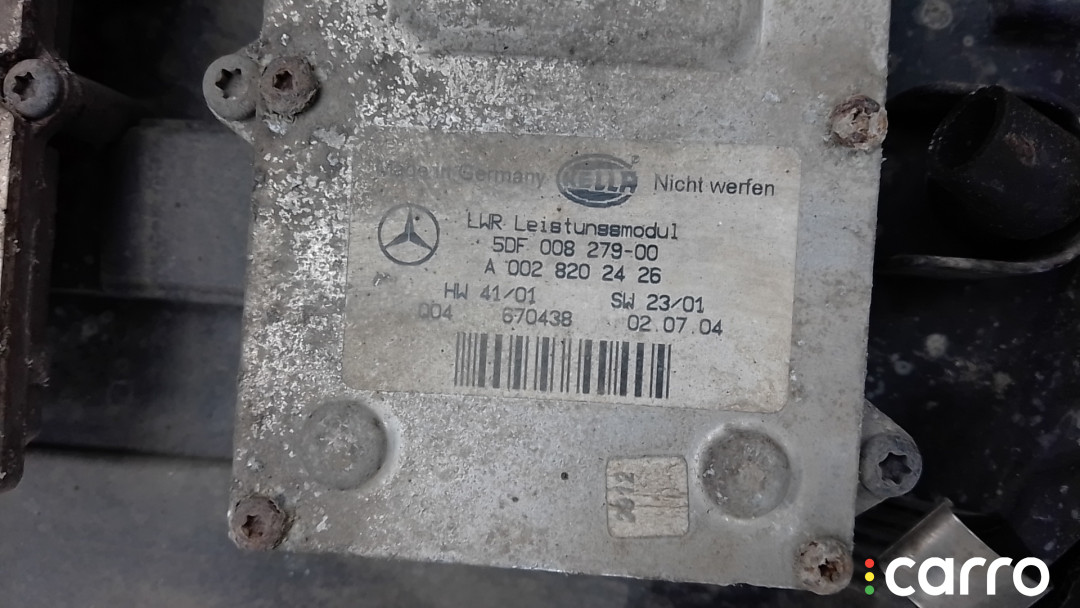 Made in Germany HELLA® Nicht werfen
LWR Leistungsmodul
5DF 008 279-00
A 002 820 24 26
HW 41/01 SW 23/01
004 670438 02.07.04
carro